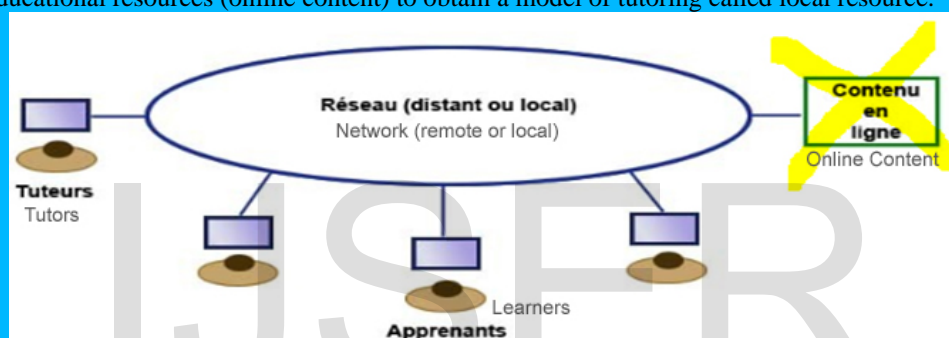 educational resources (online content) to obtain a model of tutoring called local resource.
Réseau (distant ou local)
Network (remote or local)
Contenu
en
ligne
Online Content
Tuteurs
Tutors
Learners
Apprenants
IJSER